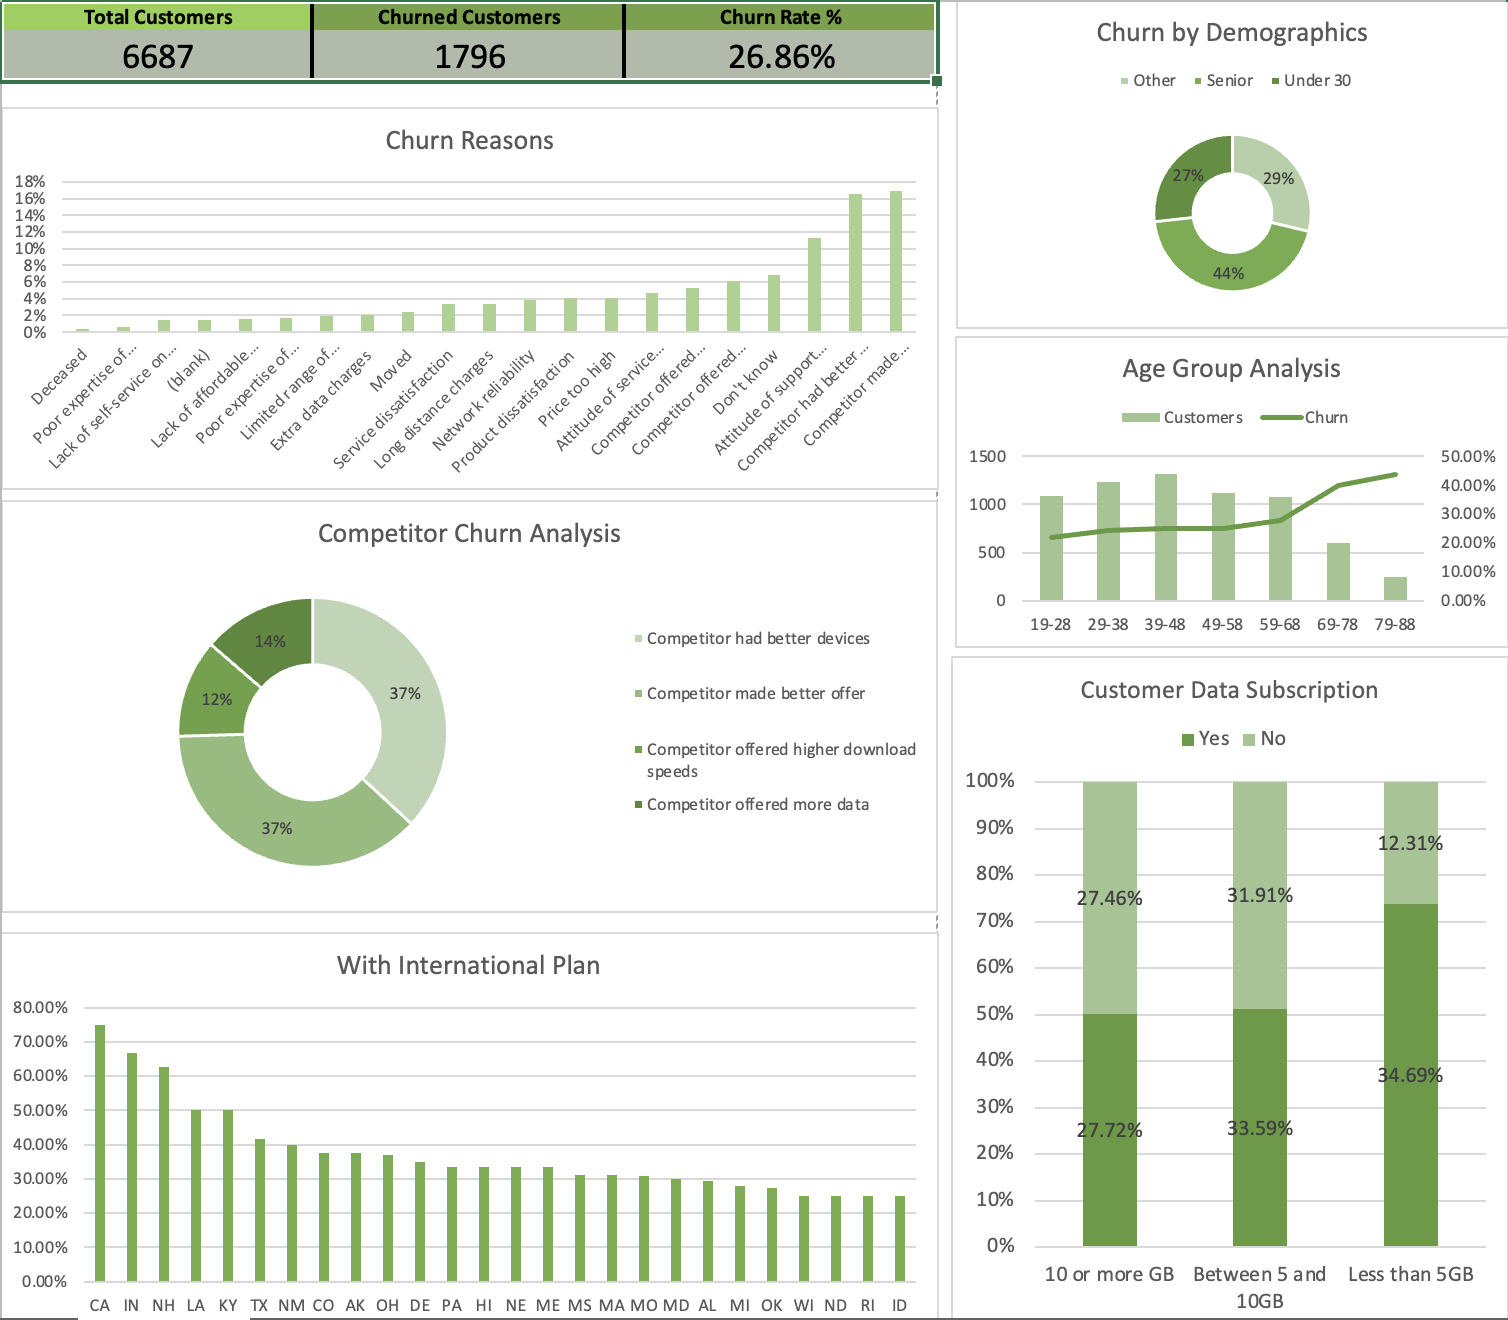 Total Customers
Churned Customers
Churn Rate %
6687
1796
26.86%
Churn Reasons
18%
16%
14%
12%
10%
8%
6%
4%
2%
0%
Deceased
Poor expertise of...
Lack of self-service on...
(blank)
Lack of affordable...
Poor expertise of...
Limited range of...
Extra data charges
Moved
Service dissatisfaction
Long distance charges
Network reliability
Product dissatisfaction
Price too high
Attitude of service...
Competitor offered...
Competitor offered...
Don't know
Attitude of support...
Competitor had better...
Competitor made...
Competitor Churn Analysis
14%
37%
12%
37%
Competitor had better devices
Competitor made better offer
Competitor offered higher download
speeds
Competitor offered more data
With International Plan
80.00%
70.00%
60.00%
50.00%
40.00%
30.00%
20.00%
10.00%
0.00%
CA IN NH LA KY TX NM CO AK OH DE PA HI NE ME MS MA MO MD AL MI OK WI ND RI ID
Churn by Demographics
Other Senior Under 30
27%
29%
44%
Age Group Analysis
Customers Churn
1500
1000
500
0
50.00%
40.00%
30.00%
20.00%
10.00%
0.00%
19-28 29-38 39-48 49-58 59-68 69-78 79-88
Customer Data Subscription
Yes No
100%
90%
80%
70%
60%
50%
40%
30%
20%
10%
0%
27.46%
31.91%
12.31%
27.72%
33.59%
34.69%
10 or more GB
Between 5 and
10GB
Less than 5GB